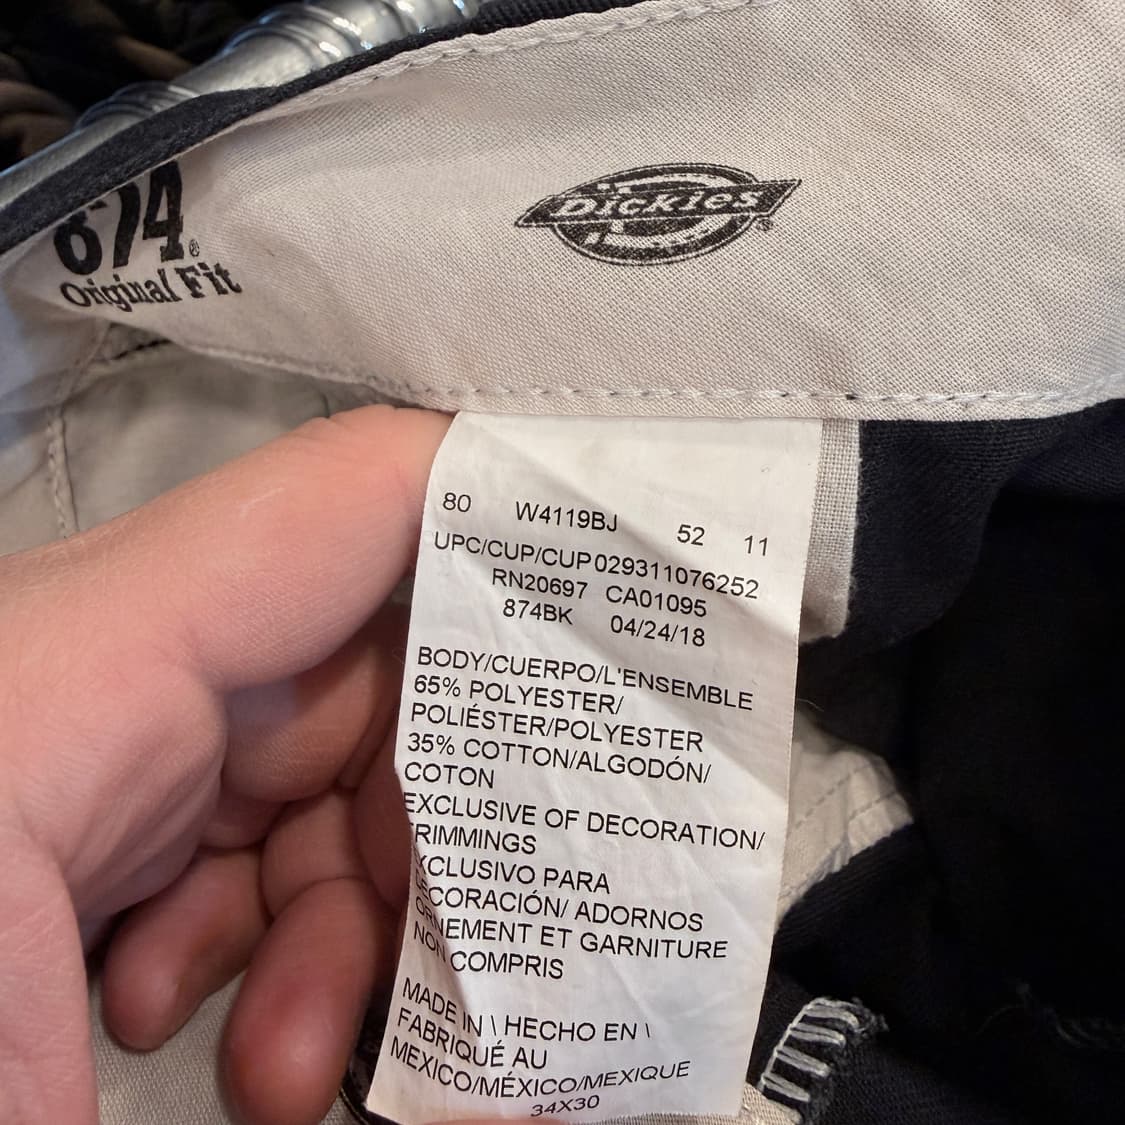 874®
Original Fit
Dickies®
80 W4119BJ 52 11
UPC/CUP/CUP 029311076252
RN20697 CA01095
874BK 04/24/18
BODY/CUERPO/L'ENSEMBLE
65% POLYESTER/
POLIÉSTER/POLYESTER
35% COTTON/ALGODÓN/
COTON
EXCLUSIVE OF DECORATION/
TRIMMINGS
EXCLUSIVO PARA
DECORACIÓN/ ADORNOS
ORNEMENT ET GARNITURE
NON COMPRIS
MADE IN \ HECHO EN \
FABRIQUÉ AU
MEXICO/MÉXICO/MEXIQUE
34X30